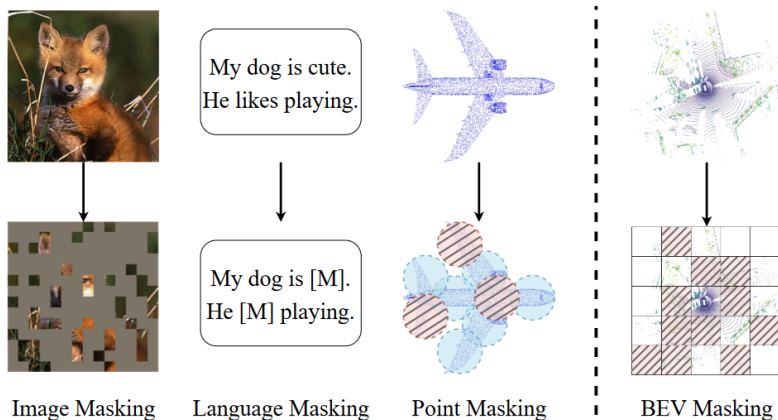 My dog is cute.
He likes playing.
My dog is [M].
He [M] playing.
Image Masking
Language Masking
Point Masking
BEV Masking